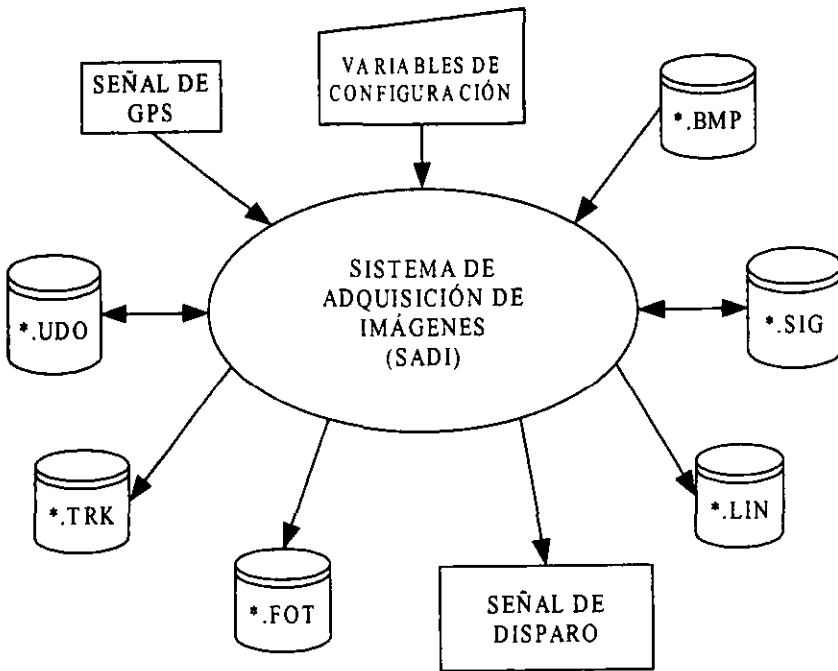 SEÑAL DE
GPS
VARIABLES DE
CONFIGURACIÓN
*.BMP
SISTEMA DE
ADQUISICIÓN DE
IMÁGENES
(SADI)
*.UDO
*.SIG
*.TRK
*.LIN
*.FOT
SEÑAL DE
DISPARO